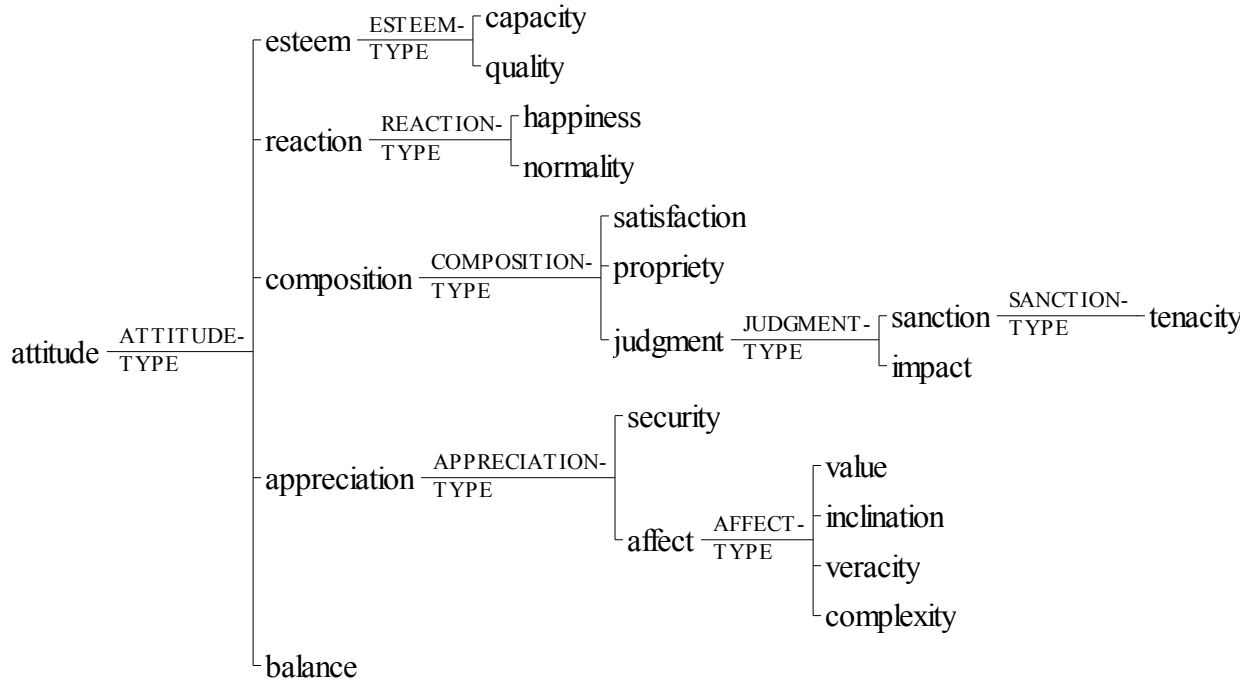 capacity
esteem ESTEEM-
TYPE
quality
happiness
reaction REACTION-
TYPE
normality
satisfaction
propriety
composition COMPOSITION-
TYPE
sanction SANCTION-
TYPE tenacity
judgment JUDGMENT-
TYPE
impact
attitude ATTITUDE-
TYPE
security
appreciation APPRECIATION-
TYPE
value
inclination
affect AFFECT-
TYPE
veracity
complexity
balance